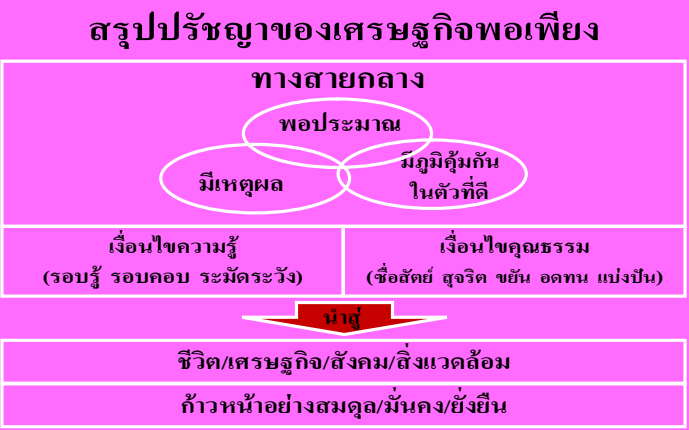 สรุปปรัชญาของเศรษฐกิจพอเพียง
ทางสายกลาง
พอประมาณ
มีเหตุผล
มีภูมิคุ้มกัน
ในตัวที่ดี
เงื่อนไขความรู้
(รอบรู้ รอบคอบ ระมัดระวัง)
เงื่อนไขคุณธรรม
(ซื่อสัตย์ สุจริต ขยัน อดทน แบ่งปัน)
นำสู่
ชีวิต/เศรษฐกิจ/สังคม/สิ่งแวดล้อม
ก้าวหน้าอย่างสมดุล/มั่นคง/ยั่งยืน